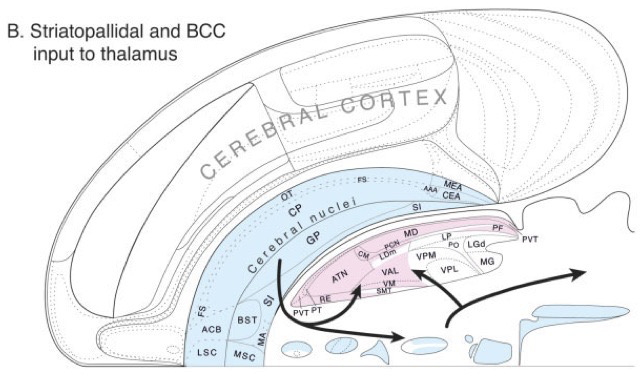 B. Striatopallidal and BCC
input to thalamus
CEREBRAL CORTEX
OT
FS
AAA
MEA
CEA
CP
SI
Cerebral nuclei
GP
MD
PF
PVT
PCN
LP
PO
LGd
CM
LDm
VPM
MG
ATN
VAL
VPL
VM
SMT
RE
PVT PT
FS
SI
ACB
BST
MA
LSC
MSC